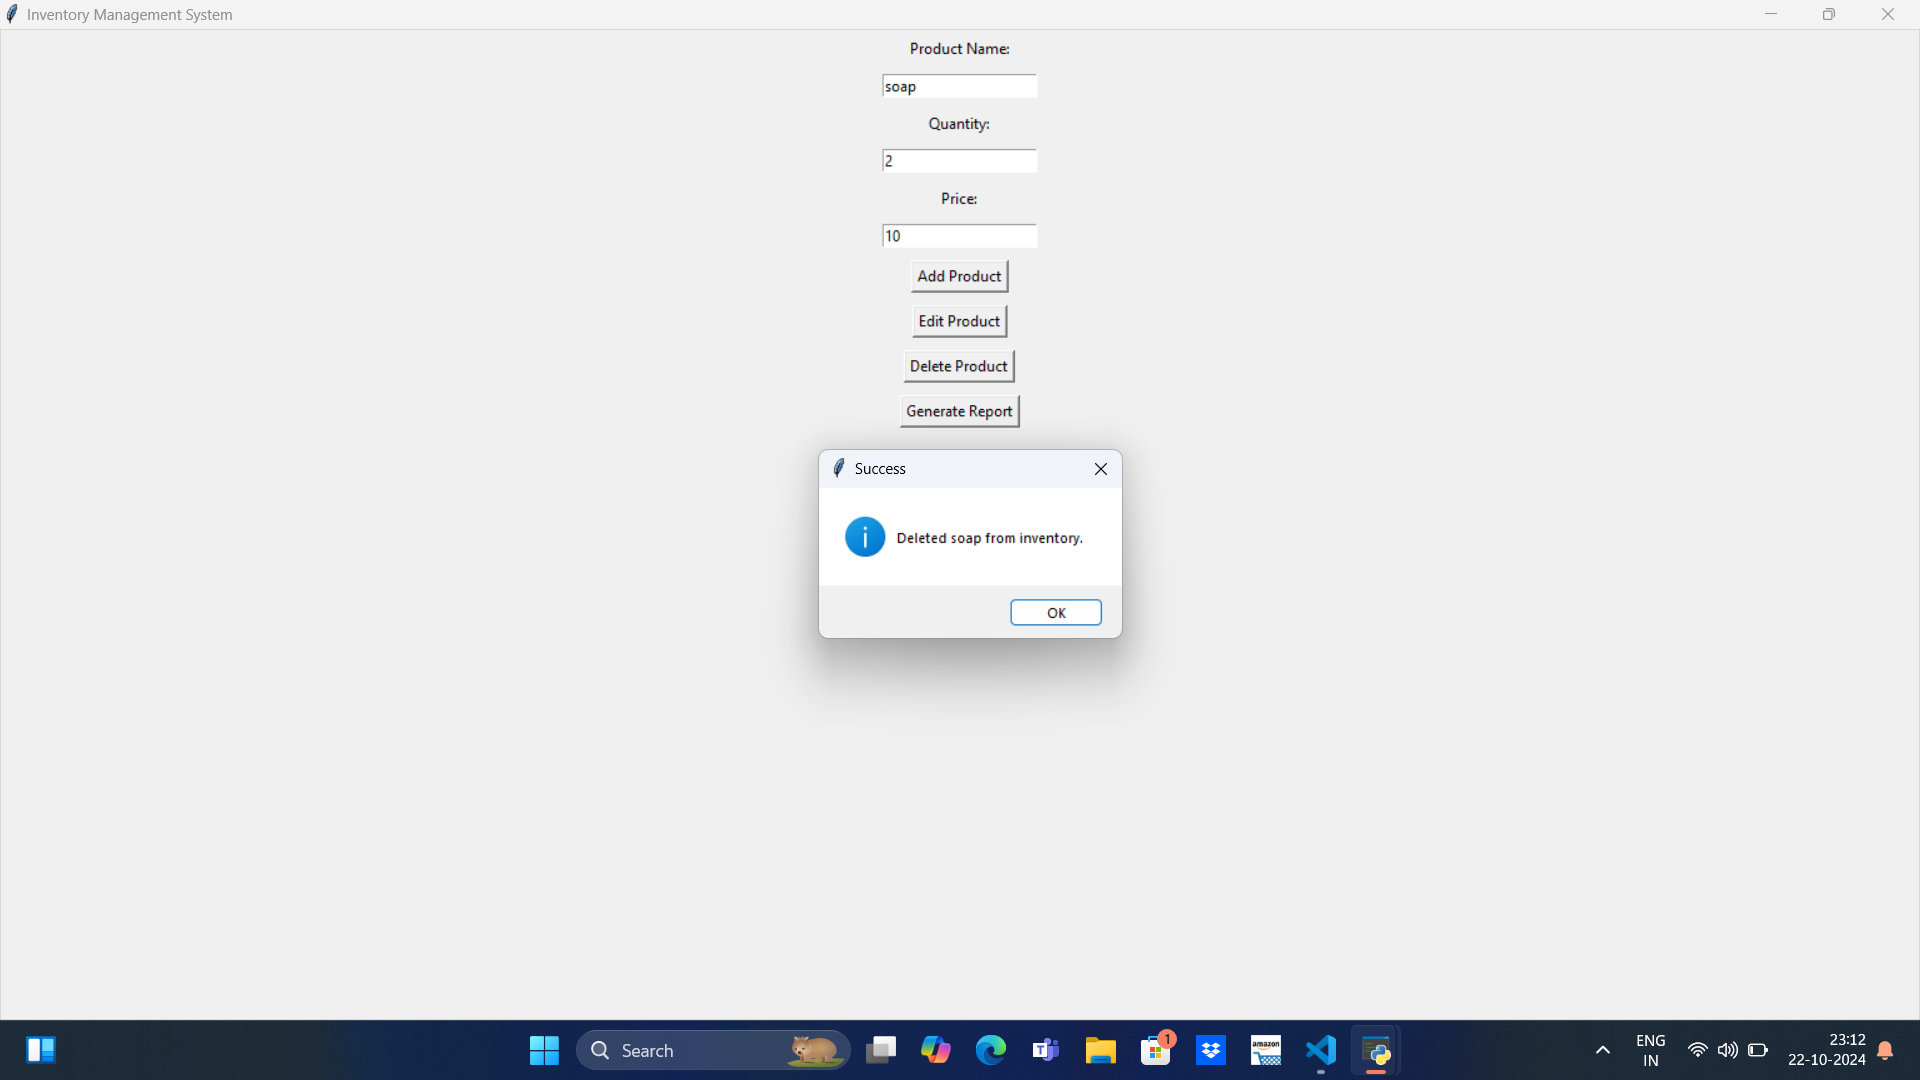 Inventory Management System
Product Name:
soap
Quantity:
2
Price:
10
Add Product
Edit Product
Delete Product
Generate Report
Success
Deleted soap from inventory.
OK
Search
1
amazon
ENG
IN
23:12
22-10-2024